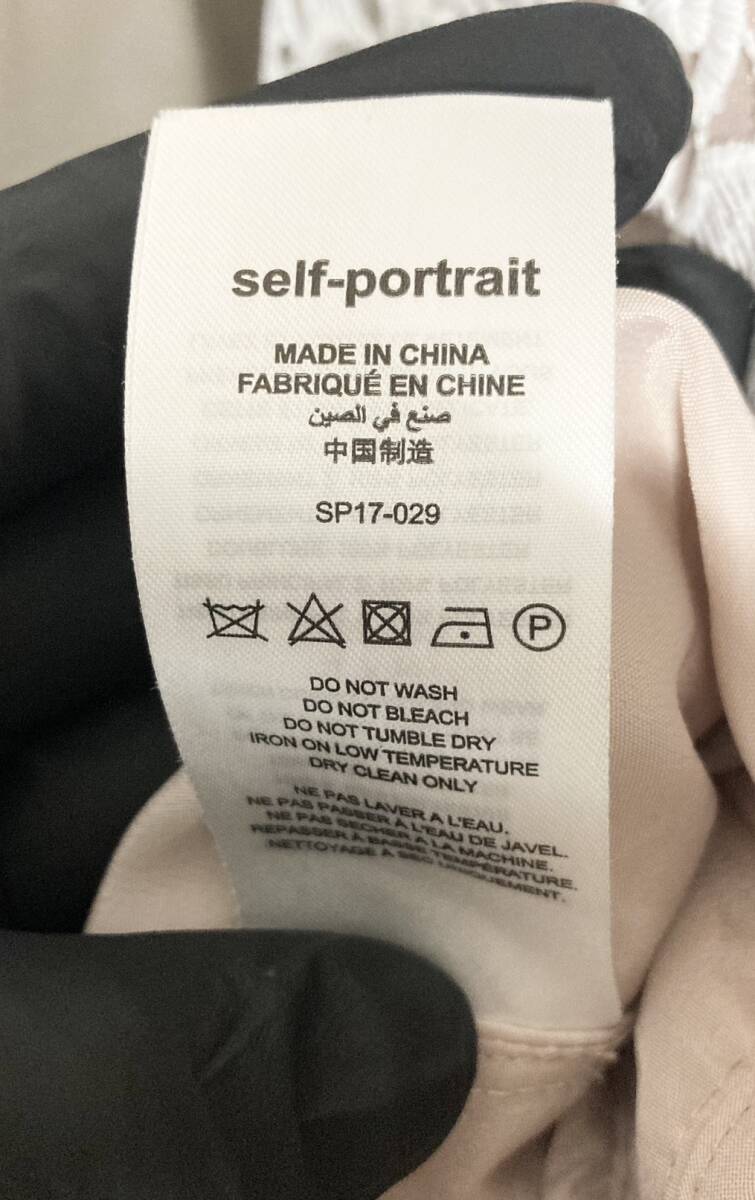 self-portrait
MADE IN CHINA
FABRIQUÉ EN CHINE
صنع في الصين
中国制造
SP17-029
P
DO NOT WASH
DO NOT BLEACH
DO NOT TUMBLE DRY
IRON ON LOW TEMPERATURE
DRY CLEAN ONLY
NE PAS LAVER A L'EAU.
NE PAS PASSER À L'EAU DE JAVEL.
NE PAS SECHER A LA MACHINE.
REPASSER A BASSE TEMPÉRATURE.
NETTOYAGE A SEC UNIQUEMENT.